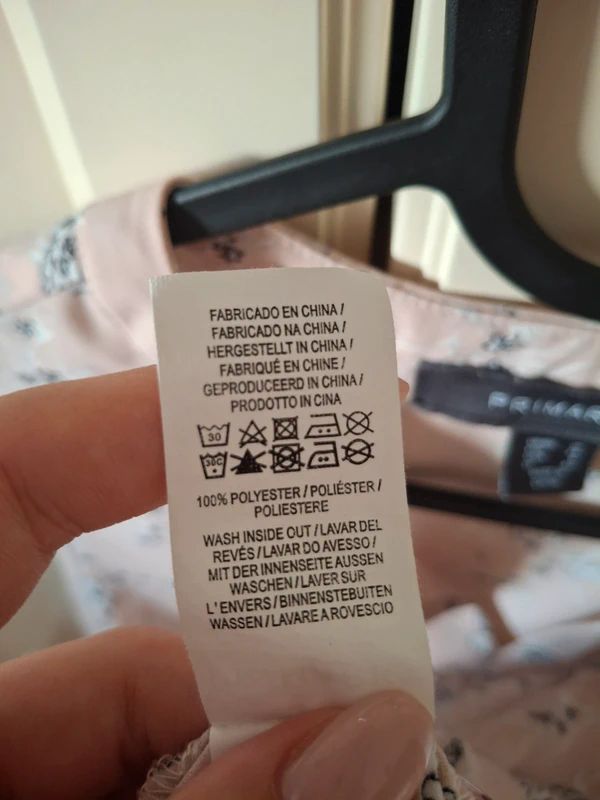 FABRICADO EN CHINA /
FABRICADO NA CHINA /
HERGESTELLT IN CHINA /
FABRIQUÉ EN CHINE /
GEPRODUCEERD IN CHINA /
PRODOTTO IN CINA
30
30C
100% POLYESTER / POLIÉSTER /
POLIESTERE
WASH INSIDE OUT / LAVAR DEL
REVÉS / LAVAR DO AVESSO /
MIT DER INNENSEITE AUSSEN
WASCHEN / LAVER SUR
L' ENVERS / BINNENSTEBUITEN
WASSEN / LAVARE A ROVESCIO
PRIMAR